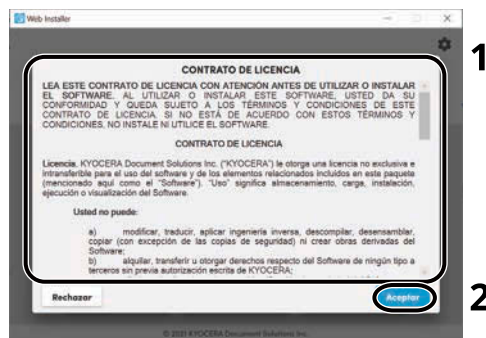 Web Installer
1
CONTRATO DE LICENCIA
LEA ESTE CONTRATO DE LICENCIA CON ATENCIÓN ANTES DE UTILIZAR O INSTALAR
EL SOFTWARE. AL UTILIZAR O INSTALAR ESTE SOFTWARE, USTED DA SU
CONFORMIDAD Y QUEDA SUJETO A LOS TÉRMINOS Y CONDICIONES DE ESTE
CONTRATO DE LICENCIA. SI NO ESTÁ DE ACUERDO CON ESTOS TÉRMINOS Y
CONDICIONES, NO INSTALE NI UTILICE EL SOFTWARE.
CONTRATO DE LICENCIA
Licencia. KYOCERA Document Solutions Inc. ("KYOCERA") le otorga una licencia no exclusiva e
intransferible para el uso del software y de los elementos relacionados incluidos en este paquete
(mencionado aquí como el "Software"). "Uso" significa almacenamiento, carga, instalación,
ejecución o visualización del Software.
Usted no puede:
a) modificar, traducir, aplicar ingeniería inversa, descompilar, desensamblar,
copiar (con excepción de las copias de seguridad) ni crear obras derivadas del
Software;
b) alquilar, transferir u otorgar derechos respecto del Software de ningún tipo a
terceros sin previa autorización escrita de KYOCERA;
Rechazar
Aceptar
2
© 2021 KYOCERA Document Solutions Inc.